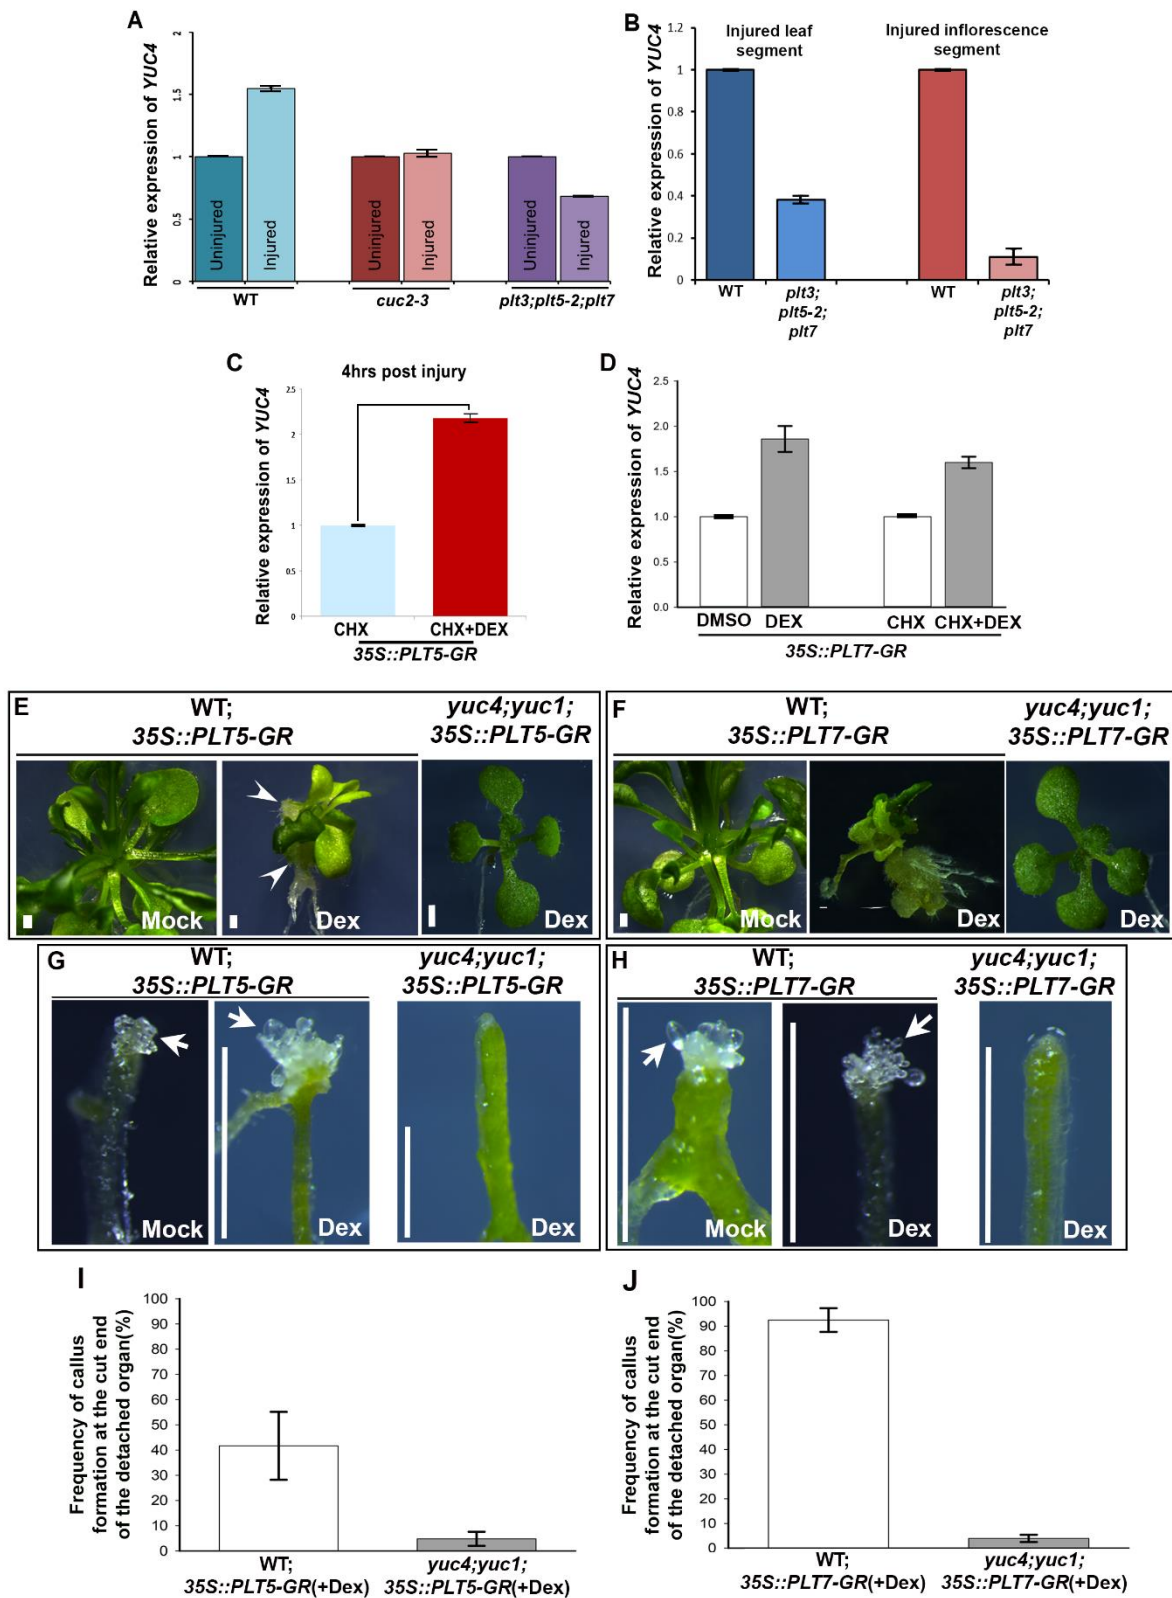 A
Relative expression of YUC4
2
1.5
1
0.5
0
Uninjured
Injured
Uninjured
Injured
Uninjured
Injured
WT
cuc2-3
plt3;plt5-2;plt7
B
Relative expression of YUC4
1.2
1
0.8
0.6
0.4
0.2
0
Injured leaf
segment
Injured inflorescence
segment
WT
plt3;
plt5-2;
plt7
WT
plt3;
plt5-2;
plt7
C
4hrs post injury
Relative expression of YUC4
2.5
2
1.5
1
0.5
0
CHX
CHX+DEX
35S::PLT5-GR
D
Relative expression of YUC4
2.5
2.0
1.5
1.0
0.5
0.0
DMSO
DEX
CHX
CHX+DEX
35S::PLT7-GR
E
WT;
35S::PLT5-GR
yuc4;yuc1;
35S::PLT5-GR
Mock
Dex
Dex
F
WT;
35S::PLT7-GR
yuc4;yuc1;
35S::PLT7-GR
Mock
Dex
Dex
G
WT;
35S::PLT5-GR
yuc4;yuc1;
35S::PLT5-GR
Mock
Dex
Dex
H
WT;
35S::PLT7-GR
yuc4;yuc1;
35S::PLT7-GR
Mock
Dex
Dex
I
Frequency of callus
formation at the cut end
of the detached organ(%)
100
90
80
70
60
50
40
30
20
10
0
WT;
35S::PLT5-GR(+Dex)
yuc4;yuc1;
35S::PLT5-GR(+Dex)
J
Frequency of callus
formation at the cut end
of the detached organ(%)
100
90
80
70
60
50
40
30
20
10
0
WT;
35S::PLT7-GR(+Dex)
yuc4;yuc1;
35S::PLT7-GR(+Dex)